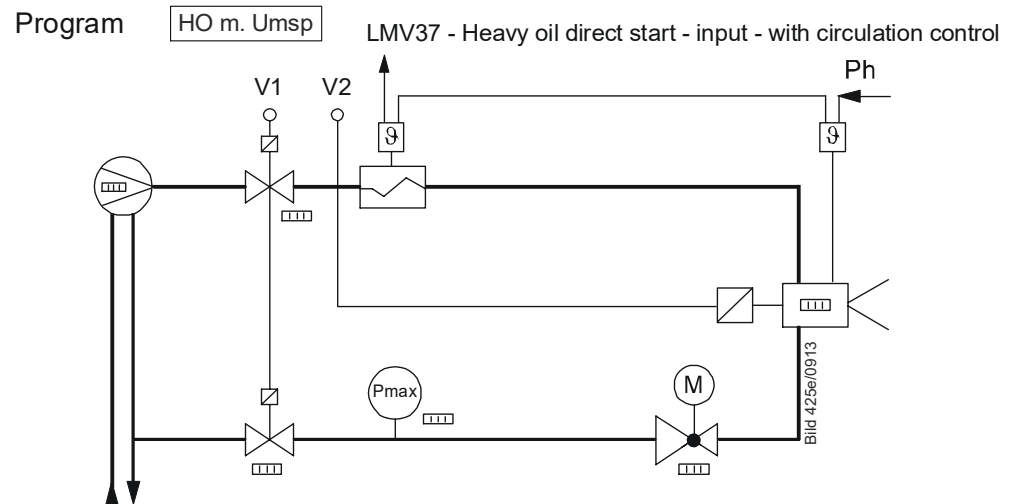 Program
HO m. Umsp
LMV37 - Heavy oil direct start - input - with circulation control
Ph
V1
V2
ϑ
ϑ
Pmax
M
Bild 425e/0913